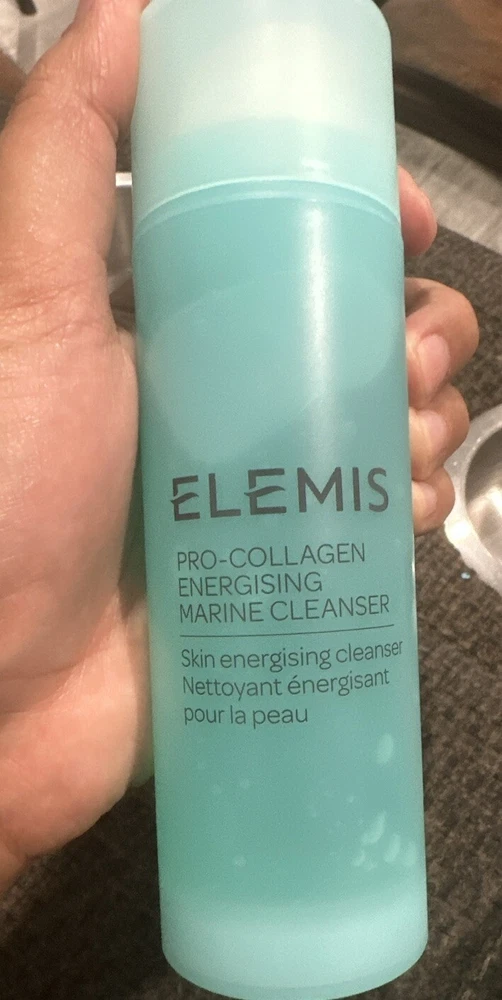 ELEMIS
PRO-COLLAGEN
ENERGISING
MARINE CLEANSER
Skin energising cleanser
Nettoyant énergisant
pour la peau